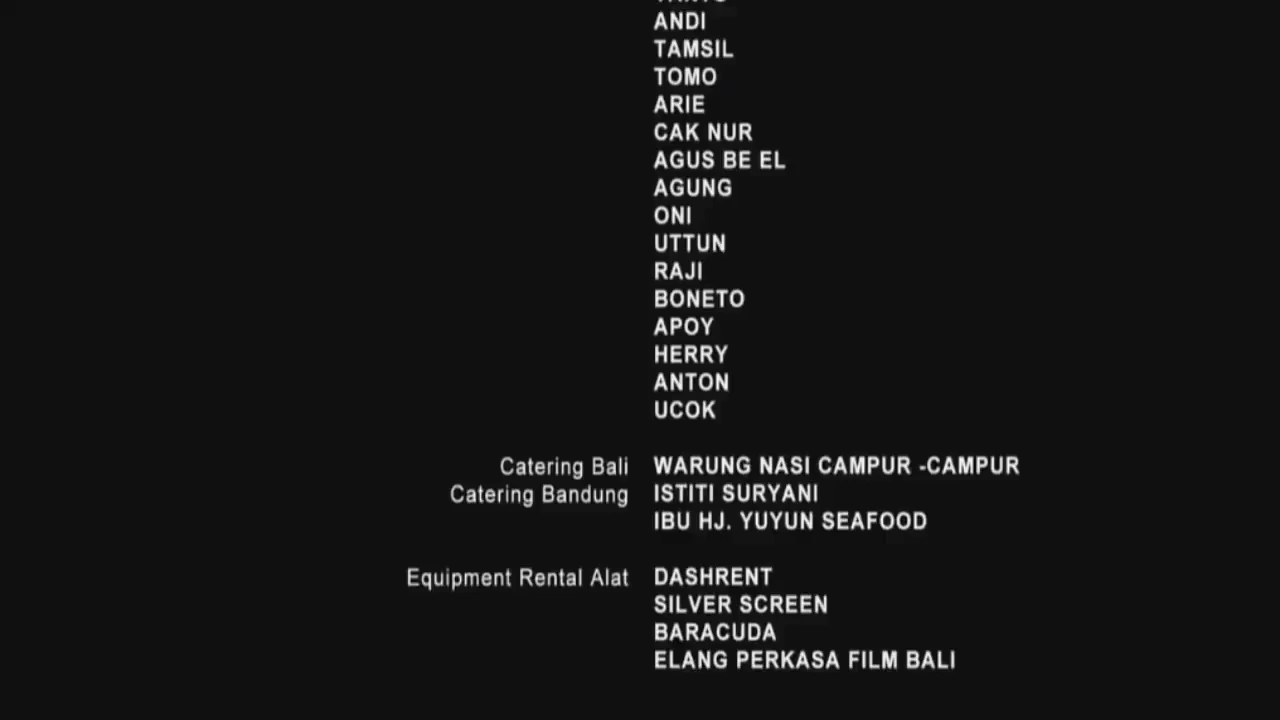 ANDI
TAMSIL
TOMO
ARIE
CAK NUR
AGUS BE EL
AGUNG
ONI
UTTUN
RAJI
BONETO
APOY
HERRY
ANTON
UCOK
Catering Bali WARUNG NASI CAMPUR -CAMPUR
Catering Bandung ISTITI SURYANI
IBU HJ. YUYUN SEAFOOD
Equipment Rental Alat DASHRENT
SILVER SCREEN
BARACUDA
ELANG PERKASA FILM BALI